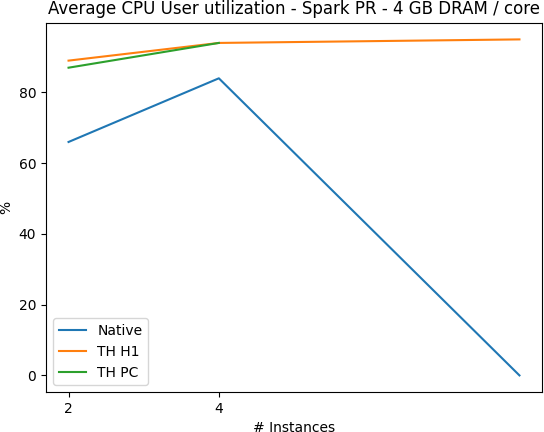 Average CPU User utilization - Spark PR - 4 GB DRAM / core
80
60
40
20
0
%
Native
TH H1
TH PC
2
4
# Instances